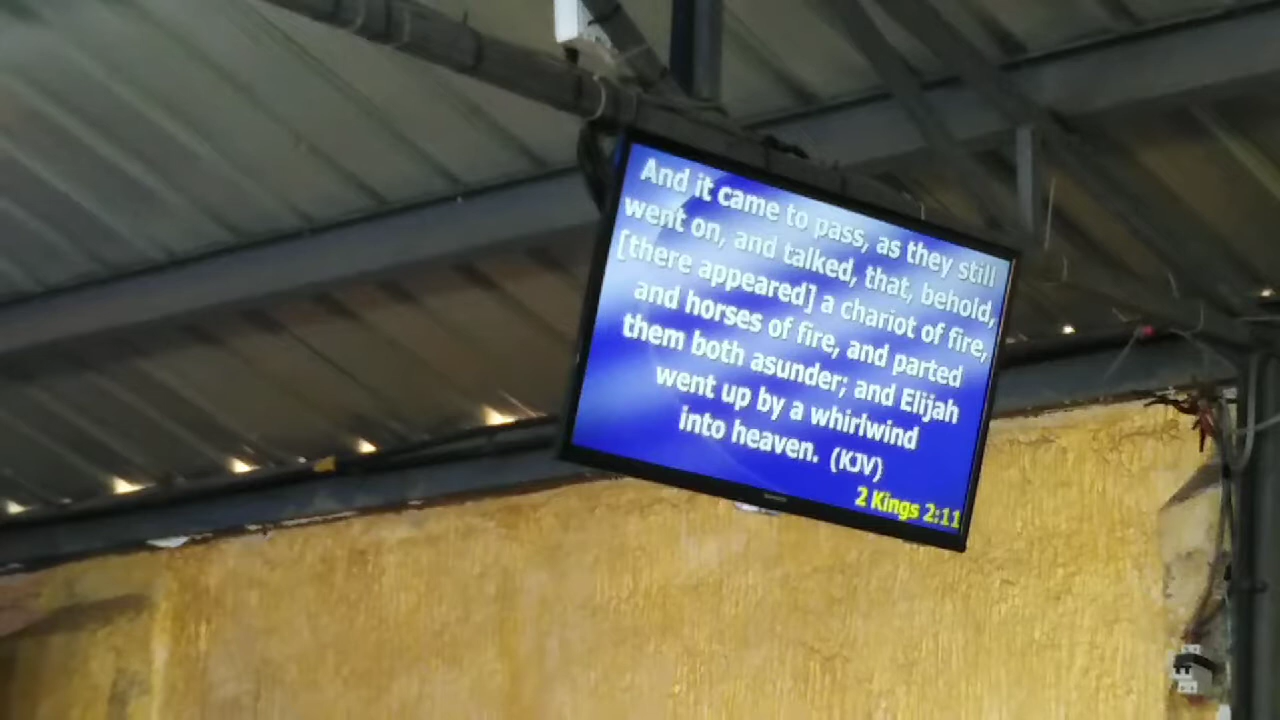 And it came to pass, as they still
went on, and talked, that, behold,
[there appeared] a chariot of fire,
and horses of fire, and parted
them both asunder; and Elijah
went up by a whirlwind
into heaven. (KJV)
2 Kings 2:11